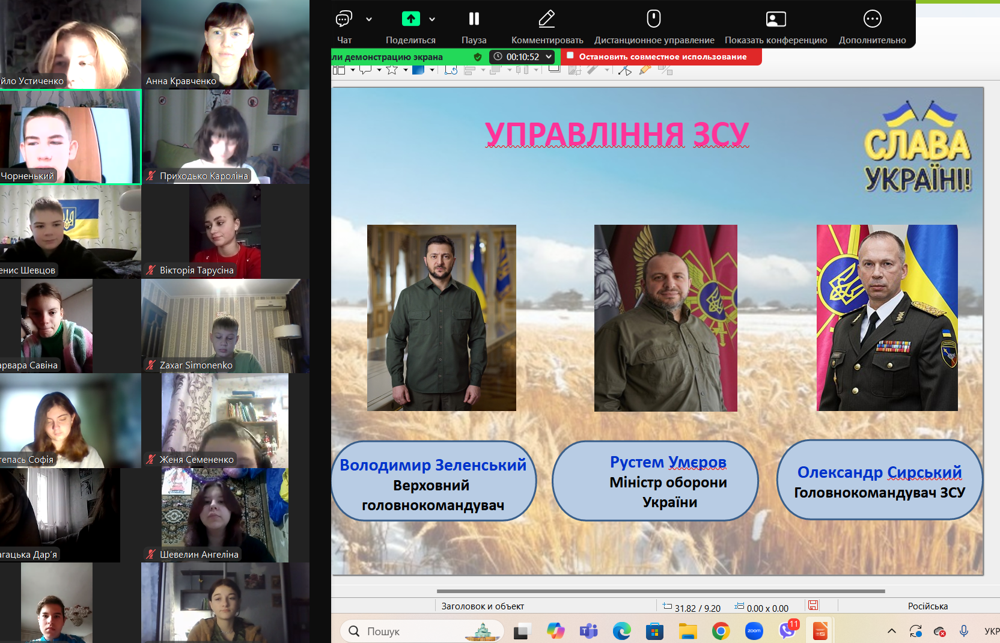 йло Устиченко
Анна Кравченко
Чорненький
Приходько Кароліна
енис Шевцов
Вікторія Тарусіна
арвара Савіна
Zaxar Simonenko
тепась Софія
Женя Семененко
агацька Дар’я
Шевелин Ангеліна
Чат
Поделиться
Пауза
Комментировать
Дистанционное управление
Показать конференцию
Дополнительно
ли демонстрацию экрана
00:10:52
Остановить совместное использование
УПРАВЛІННЯ ЗСУ
СЛАВА
УКРАЇНІ!
Володимир Зеленський
Верховний
головнокомандувач
Рустем Умєров
Міністр оборони
України
Олександр Сирський
Головнокомандувач ЗСУ
Заголовок и объект
31.82 / 9.20
0.00 x 0.00
Російська
Пошук
zoom
11
УКР